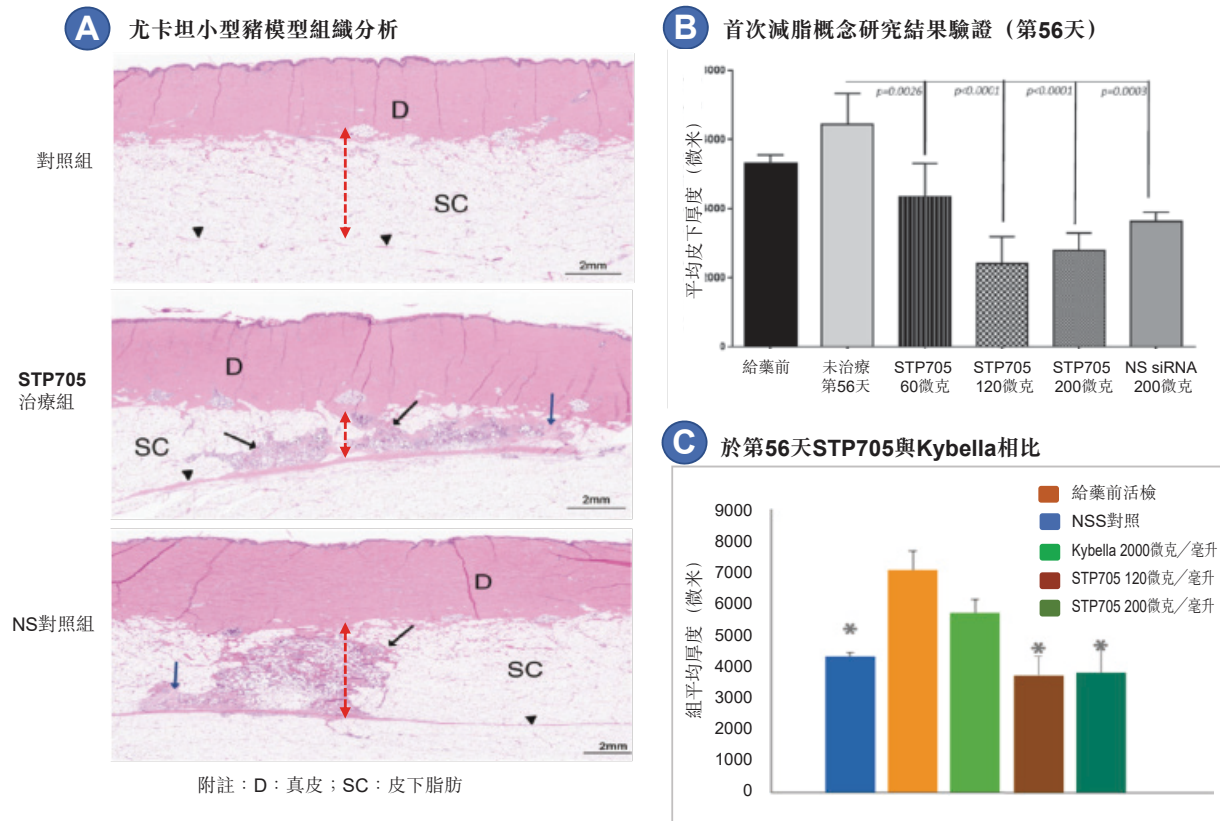 A 尤卡坦小型豬模型組織分析
對照組
D
SC
2mm
STP705
治療組
D
SC
2mm
NS對照組
D
SC
2mm
附註：D：真皮；SC：皮下脂肪
B 首次減脂概念研究結果驗證（第56天）
平均皮下厚度（微米）
p=0.0026 p<0.0001 p<0.0001 p=0.0003
給藥前
未治療
第56天
STP705
60微克
STP705
120微克
STP705
200微克
NS siRNA
200微克
C 於第56天STP705與Kybella相比
組平均厚度（微米）
9000
8000
7000
6000
5000
4000
3000
2000
1000
0
* * *
給藥前活檢
NSS對照
Kybella 2000微克／毫升
STP705 120微克／毫升
STP705 200微克／毫升